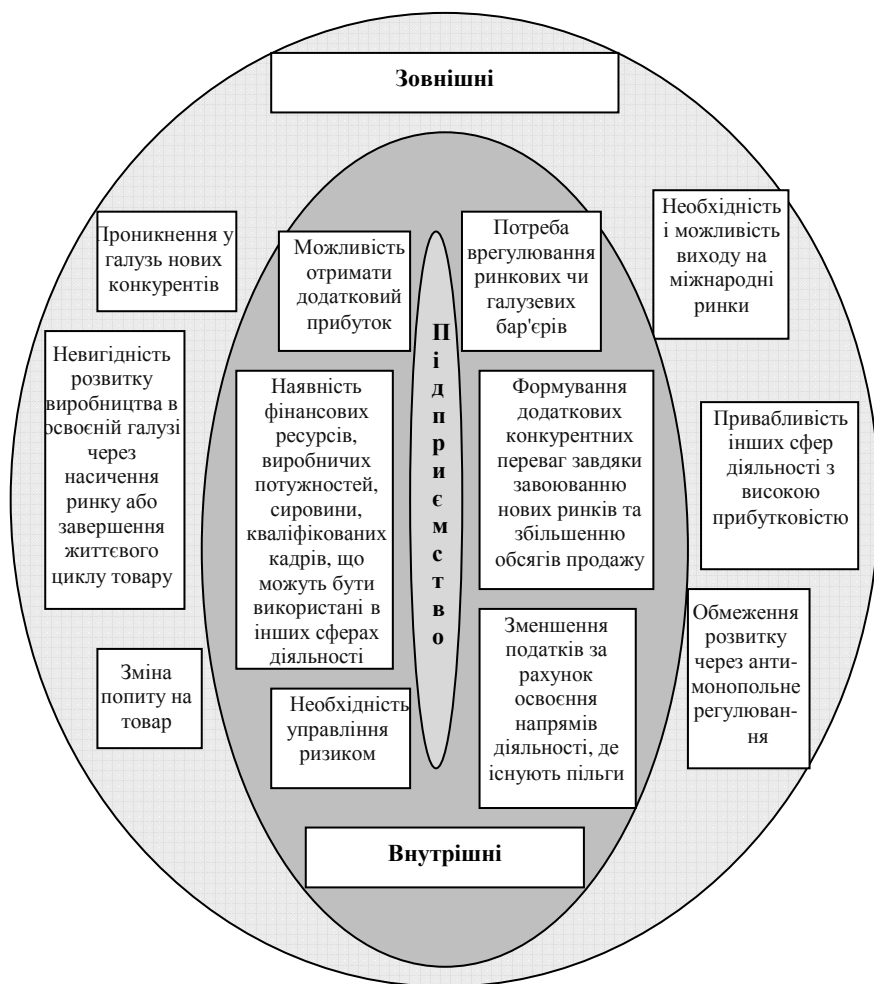 Зовнішні
Проникнення у
галузь нових
конкурентів
Невигідність
розвитку
виробництва в
освоєній галузі
через
насичення
ринку або
завершення
життєвого
циклу товару
Зміна
попиту на
товар
Можливість
отримати
додатковий
прибуток
Наявність
фінансових
ресурсів,
виробничих
потужностей,
сировини,
кваліфікованих
кадрів, що
можуть бути
використані в
інших сферах
діяльності
Необхідність
управління
ризиком
Підприємство
Потреба
врегулювання
ринкових чи
галузевих
бар'єрів
Формування
додаткових
конкурентних
переваг завдяки
завоюванню
нових ринків та
збільшенню
обсягів продажу
Зменшення
податків за
рахунок
освоєння
напрямів
діяльності, де
існують пільги
Необхідність
і можливість
виходу на
міжнародні
ринки
Привабливість
інших сфер
діяльності з
високою
прибутковістю
Обмеження
розвитку
через анти-
монопольне
регулюван-
ня
Внутрішні